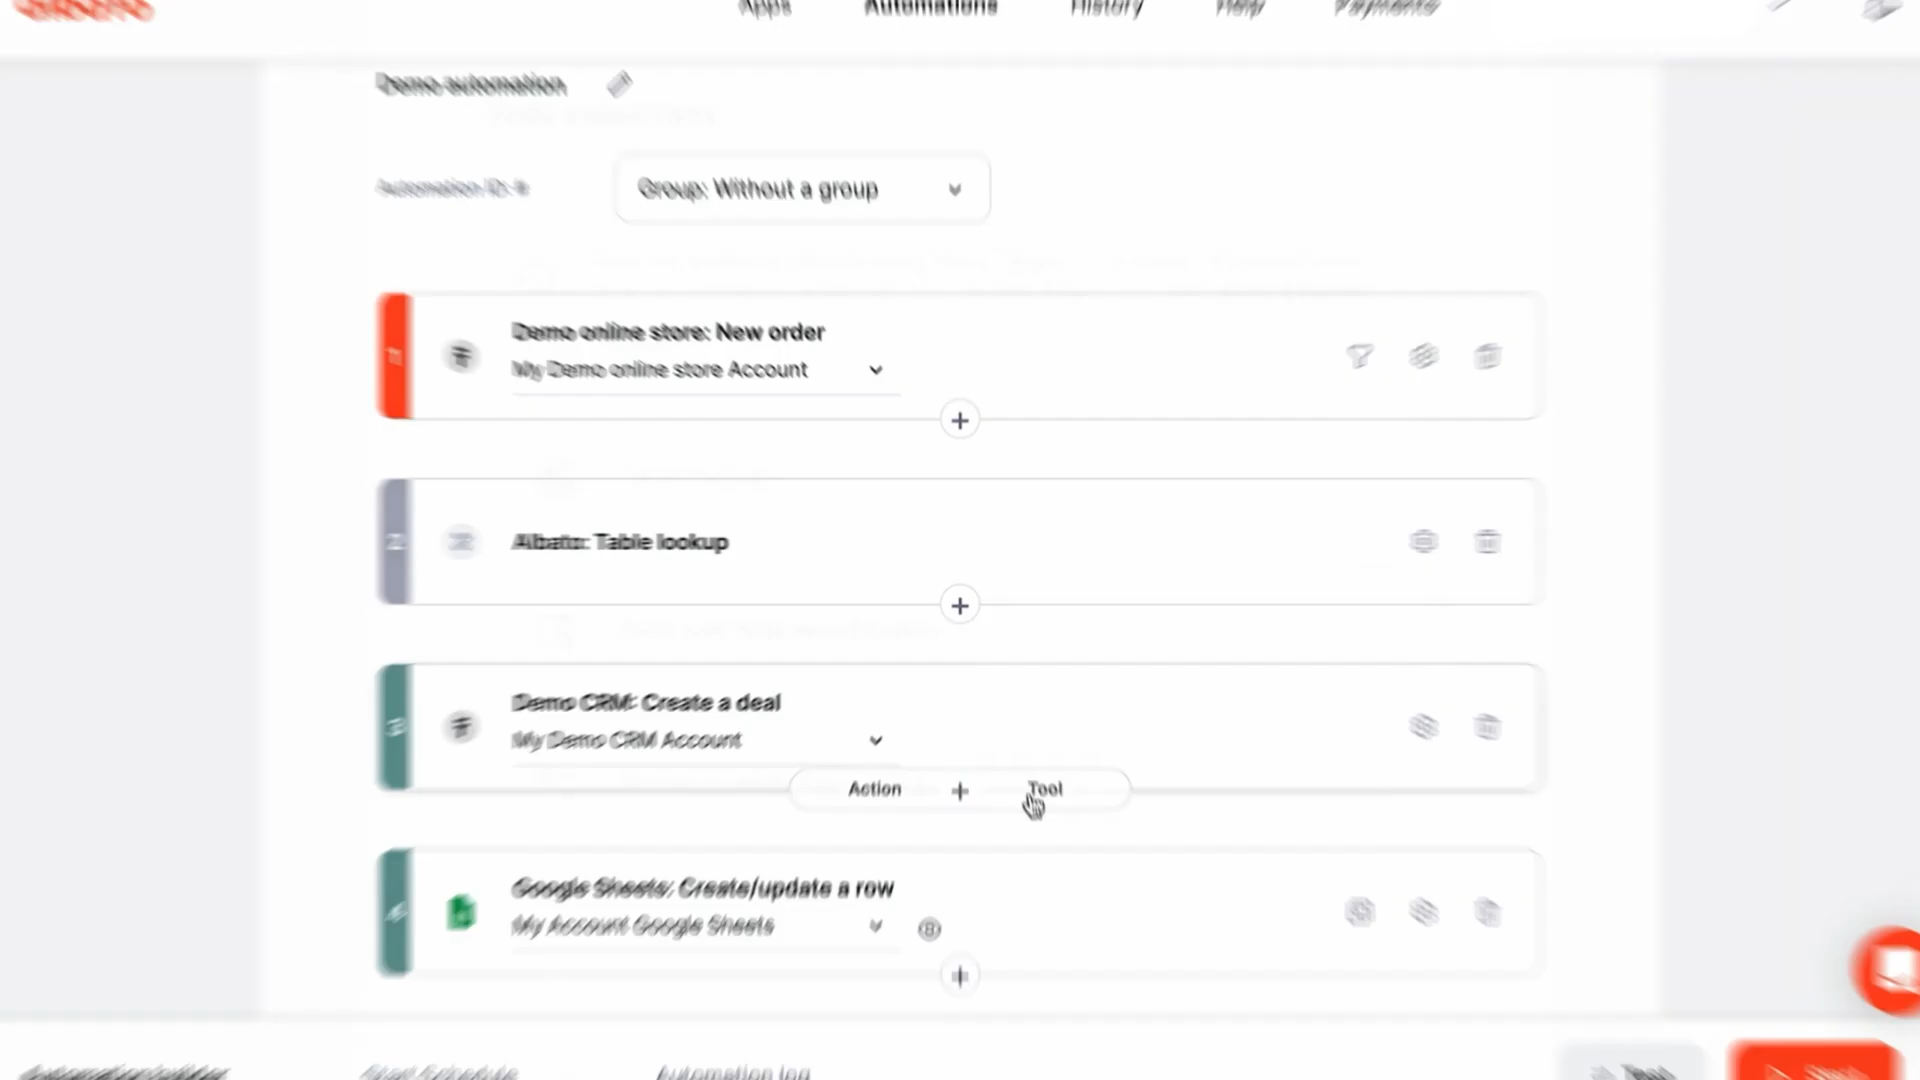 Apps Automations History Help Payments
Demo automation
Automation ID:
Group: Without a group
Demo online store: New order
My Demo online store Account
Albato: Table lookup
Demo CRM: Create a deal
My Demo CRM Account
Action + Tool
Google Sheets: Create/update a row
My Account Google Sheets
Automation log